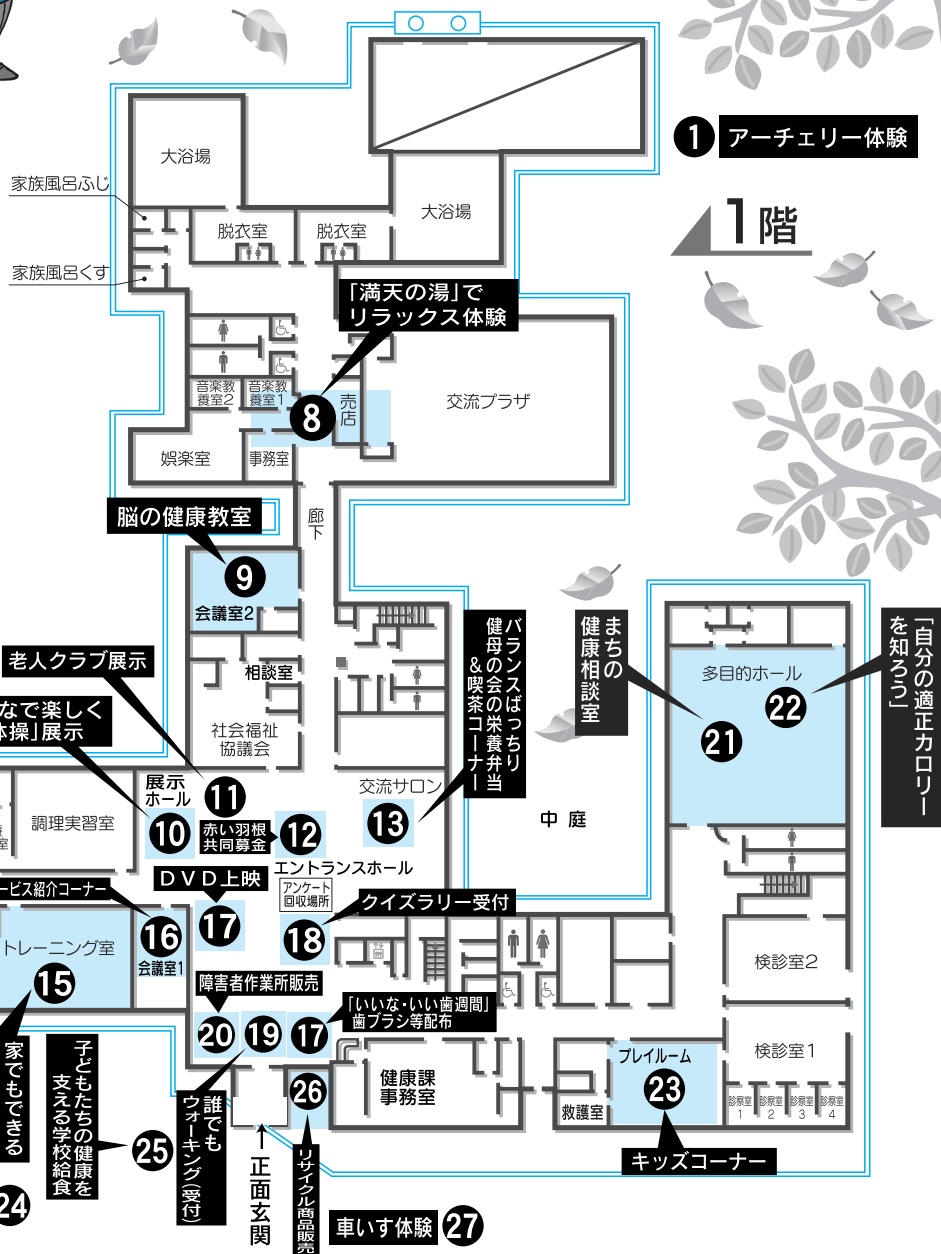 ① アーチェリー体験
1階
大浴場
家族風呂ふじ
家族風呂くす
脱衣室
脱衣室
大浴場
「満天の湯」で
リラックス体験
音楽教
養室2
音楽教
養室1
⑧
売店
交流プラザ
娯楽室
事務室
廊下
脳の健康教室
⑨
会議室2
相談室
社会福祉
協議会
老人クラブ展示
なで楽しく
体操」展示
展示
ホール
⑩
⑪
赤い羽根
共同募金
⑫
交流サロン
⑬
バランスばっちり
健母の会の栄養弁当
&喫茶コーナー
まちの
健康相談室
「自分の適正カロリー
を知ろう」
多目的ホール
㉑
㉒
中庭
調理実習室
室
DVD上映
⑰
エントランスホール
アンケート
回収場所
クイズラリー受付
⑱
ービス紹介コーナー
⑯
会議室1
トレーニング室
⑮
障害者作業所販売
⑳
⑲
「いいな・いい歯週間」
歯ブラシ等配布
⑰
検診室2
検診室1
診察室
1
診察室
2
診察室
3
診察室
4
健康課
事務室
救護室
プレイルーム
㉓
キッズコーナー
家でもできる
子どもたちの健康を
支える学校給食
㉕
㉔
誰でも
ウォーキング(受付)
正面玄関
㉖
リサイクル商品販売
車いす体験 ㉗